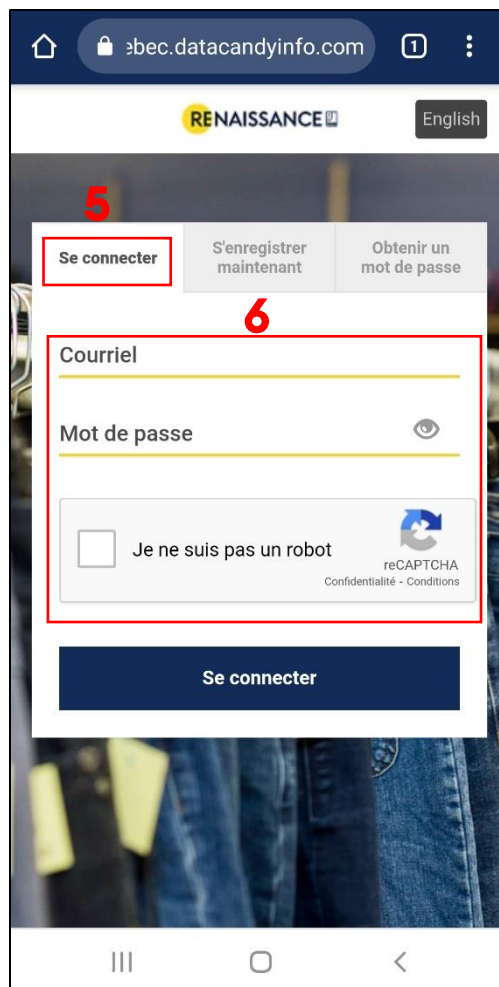 ebec.datacandyinfo.com 1
RENAISSANCE
English
5
Se connecter
S'enregistrer
maintenant
Obtenir un
mot de passe
6
Courriel
Mot de passe
Je ne suis pas un robot
reCAPTCHA
Confidentialité - Conditions
Se connecter